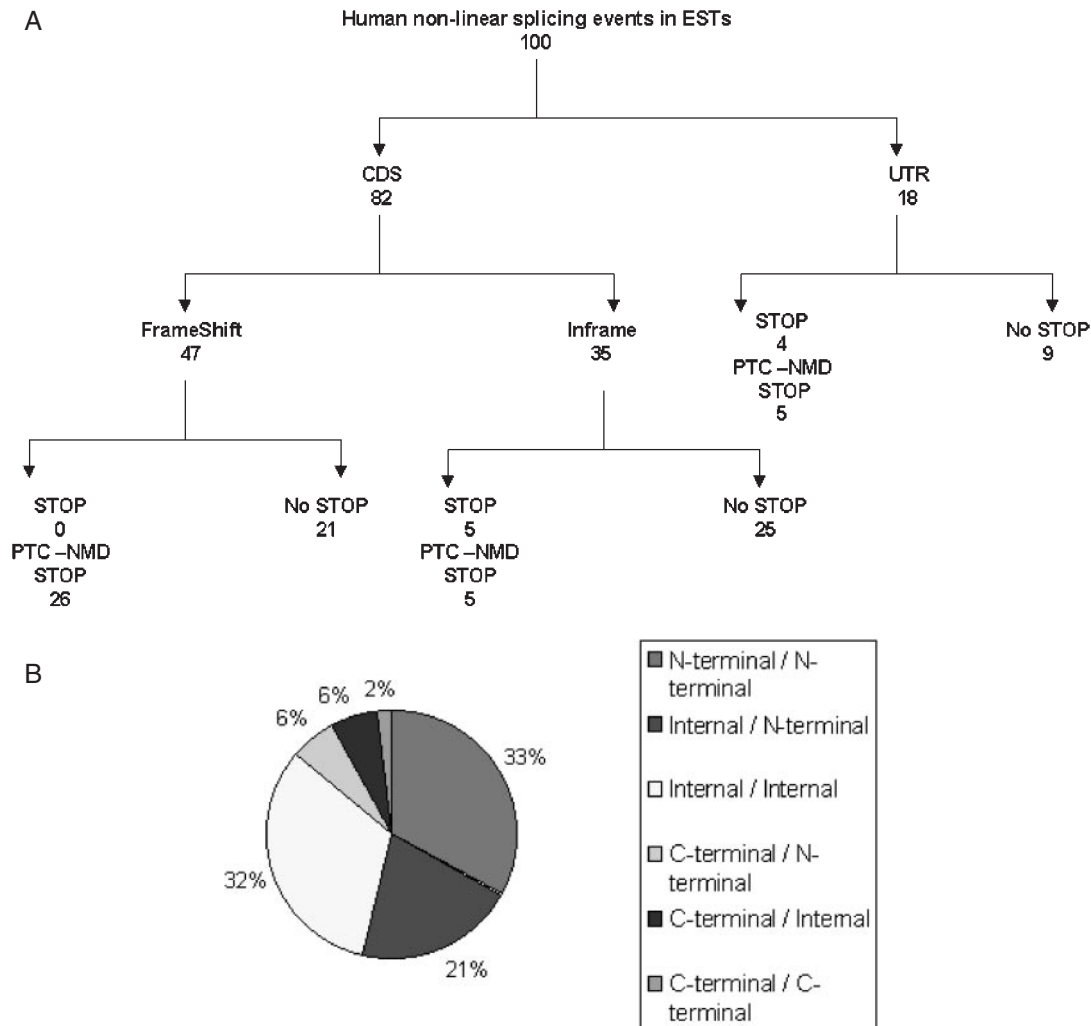 A
Human non-linear splicing events in ESTs
100
CDS
82
UTR
18
FrameShift
47
Inframe
35
STOP
4
PTC –NMD
STOP
5
No STOP
9
STOP
0
PTC –NMD
STOP
26
No STOP
21
STOP
5
PTC –NMD
STOP
5
No STOP
25
B
6%
6%
2%
33%
32%
21%
N-terminal / N-
terminal
Internal / N-terminal
Internal / Internal
C-terminal / N-
terminal
C-terminal / Internal
C-terminal / C-
terminal